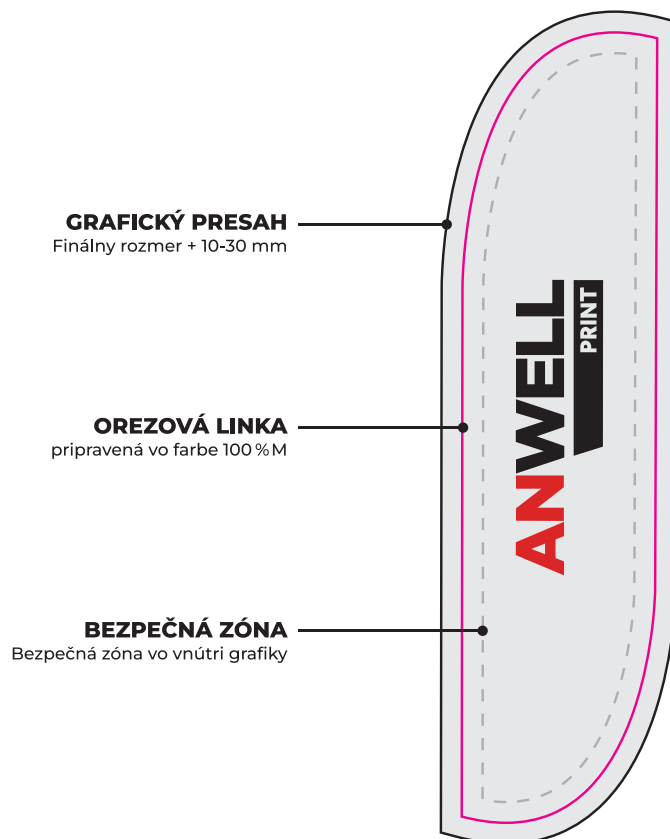 GRAFICKÝ PRESAH
Finálny rozmer + 10-30 mm
OREZOVÁ LINKA
pripravená vo farbe 100 % M
BEZPEČNÁ ZÓNA
Bezpečná zóna vo vnútri grafiky
ANWELL
PRINT